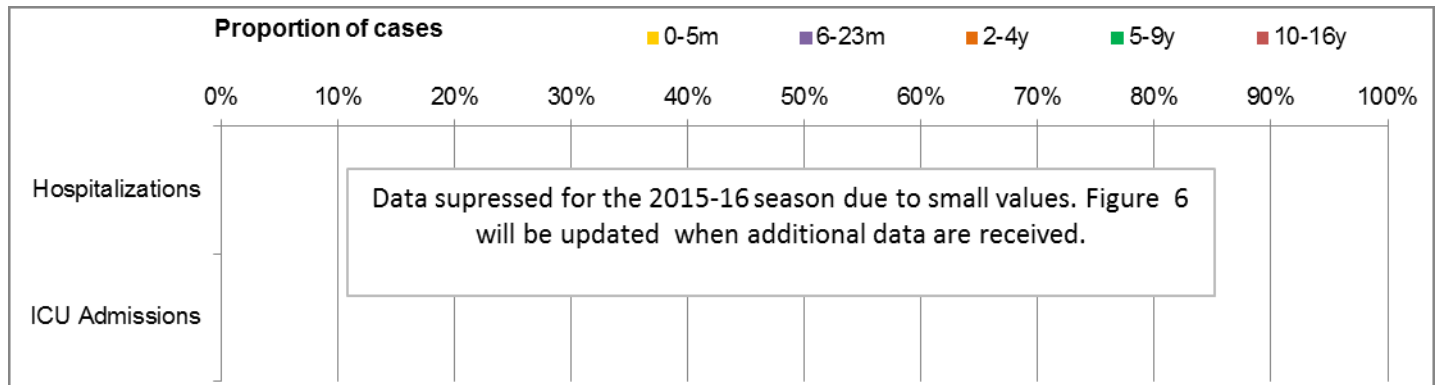 Proportion of cases
0-5m 6-23m 2-4y 5-9y 10-16y
0% 10% 20% 30% 40% 50% 60% 70% 80% 90% 100%
Hospitalizations
Data supressed for the 2015-16 season due to small values. Figure 6
will be updated when additional data are received.
ICU Admissions